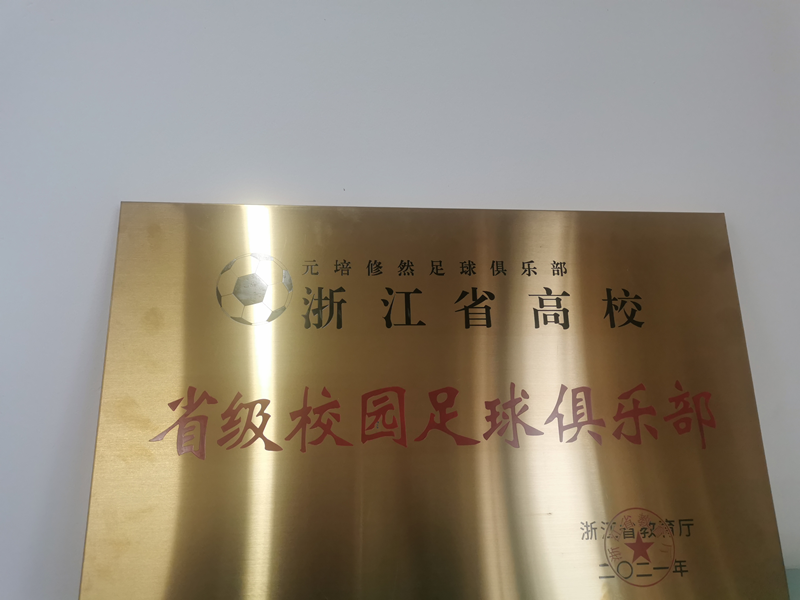 元培修然足球俱乐部
浙江省高校
省级校园足球俱乐部
浙江省教育厅
二〇二一年